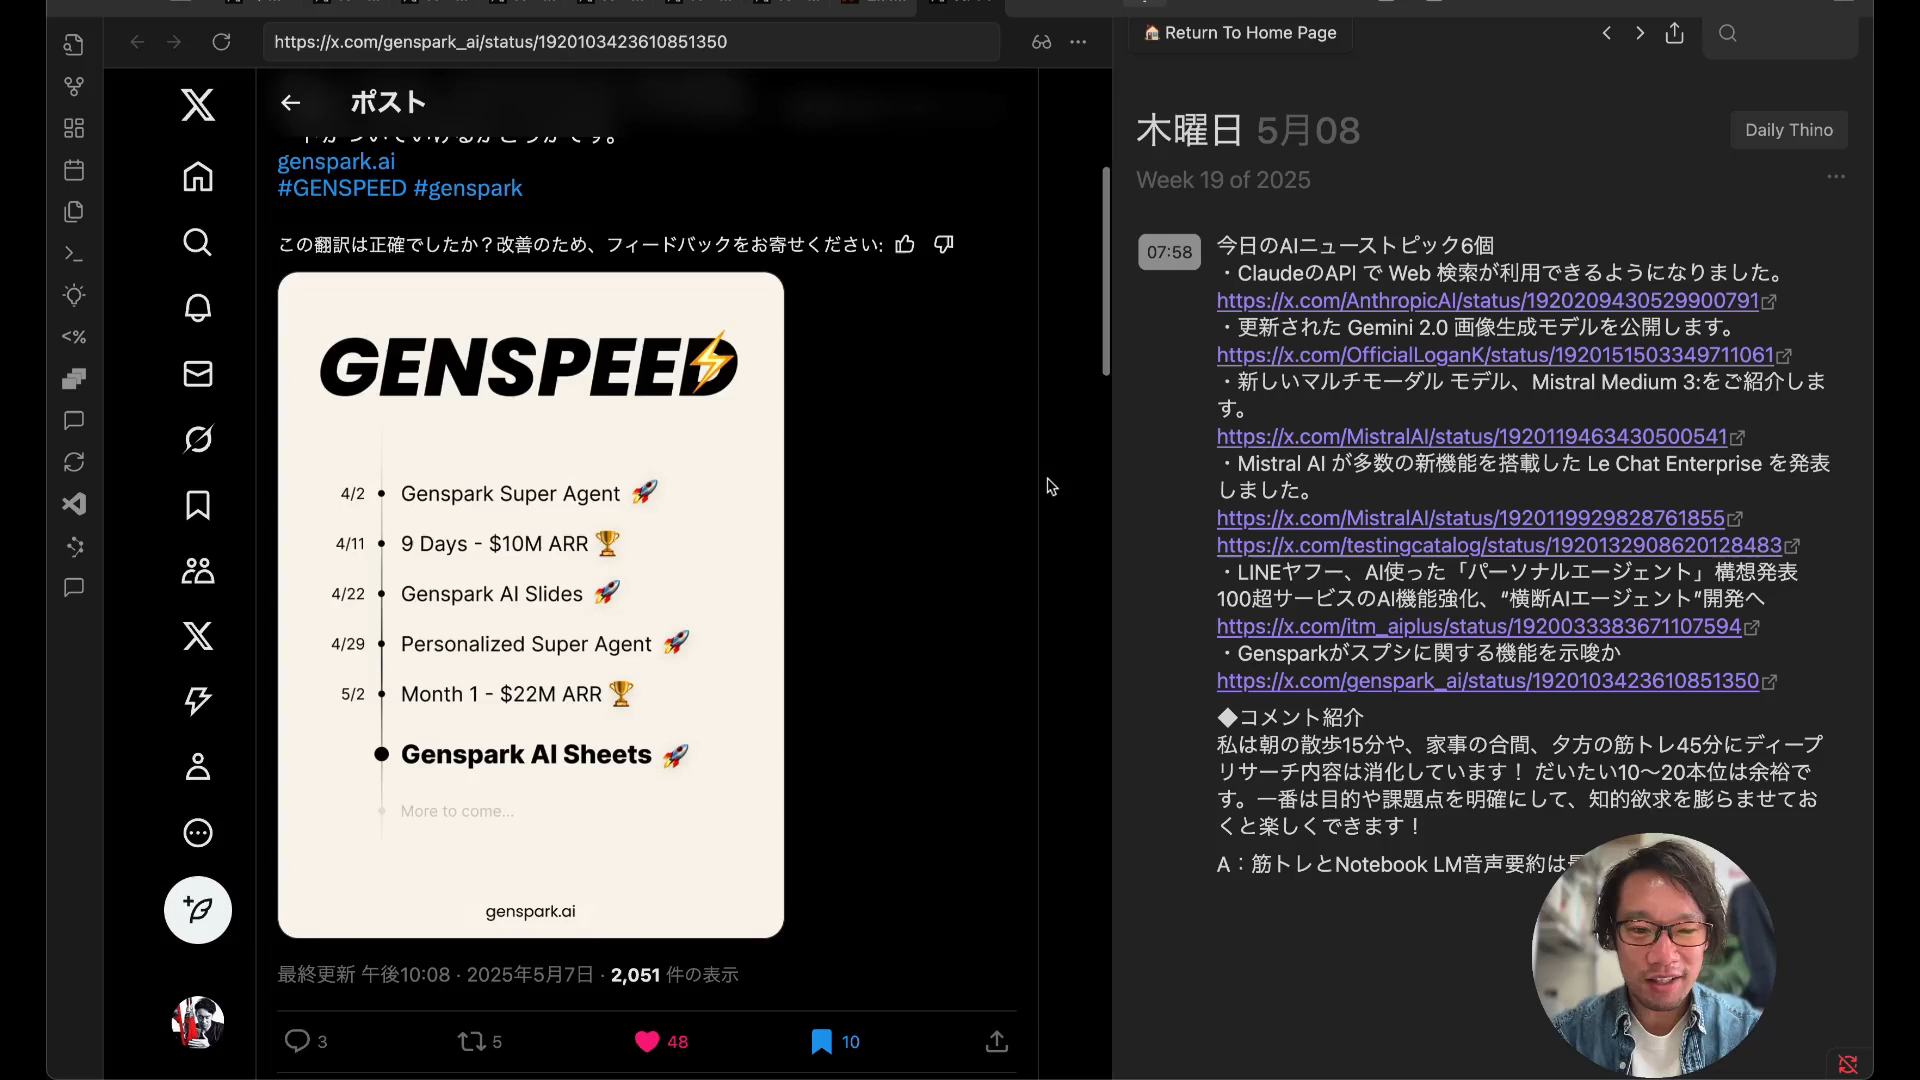 https://x.com/genspark_ai/status/1920103423610851350
ポスト
genspark.ai
#GENSPEED #genspark
この翻訳は正確でしたか？改善のため、フィードバックをお寄せください:
GENSPEED
4/2 Genspark Super Agent 🚀
4/11 9 Days - $10M ARR 🏆
4/22 Genspark AI Slides 🚀
4/29 Personalized Super Agent 🚀
5/2 Month 1 - $22M ARR 🏆
Genspark AI Sheets 🚀
More to come...
genspark.ai
最終更新 午後10:08 · 2025年5月7日 · 2,051 件の表示
3 5 48 10
🏠 Return To Home Page
木曜日 5月08
Daily Thino
Week 19 of 2025
07:58
今日のAIニューストピック6個
・ClaudeのAPI で Web 検索が利用できるようになりました。
https://x.com/AnthropicAI/status/1920209430529900791
・更新された Gemini 2.0 画像生成モデルを公開します。
https://x.com/OfficialLoganK/status/1920151503349711061
・新しいマルチモーダル モデル、Mistral Medium 3:をご紹介しま
す。
https://x.com/MistralAI/status/1920119463430500541
・Mistral AI が多数の新機能を搭載した Le Chat Enterprise を発表
しました。
https://x.com/MistralAI/status/1920119929828761855
https://x.com/testingcatalog/status/1920132908620128483
・LINEヤフー、AI使った「パーソナルエージェント」構想発表
100超サービスのAI機能強化、“横断AIエージェント”開発へ
https://x.com/itm_aiplus/status/1920033383671107594
・Gensparkがスプシに関する機能を示唆か
https://x.com/genspark_ai/status/1920103423610851350
◆コメント紹介
私は朝の散歩15分や、家事の合間、夕方の筋トレ45分にディープ
リサーチ内容は消化しています！ だいたい10〜20本位は余裕で
す。一番は目的や課題点を明確にして、知的欲求を膨らませてお
くと楽しくできます！
A：筋トレとNotebook LM音声要約は